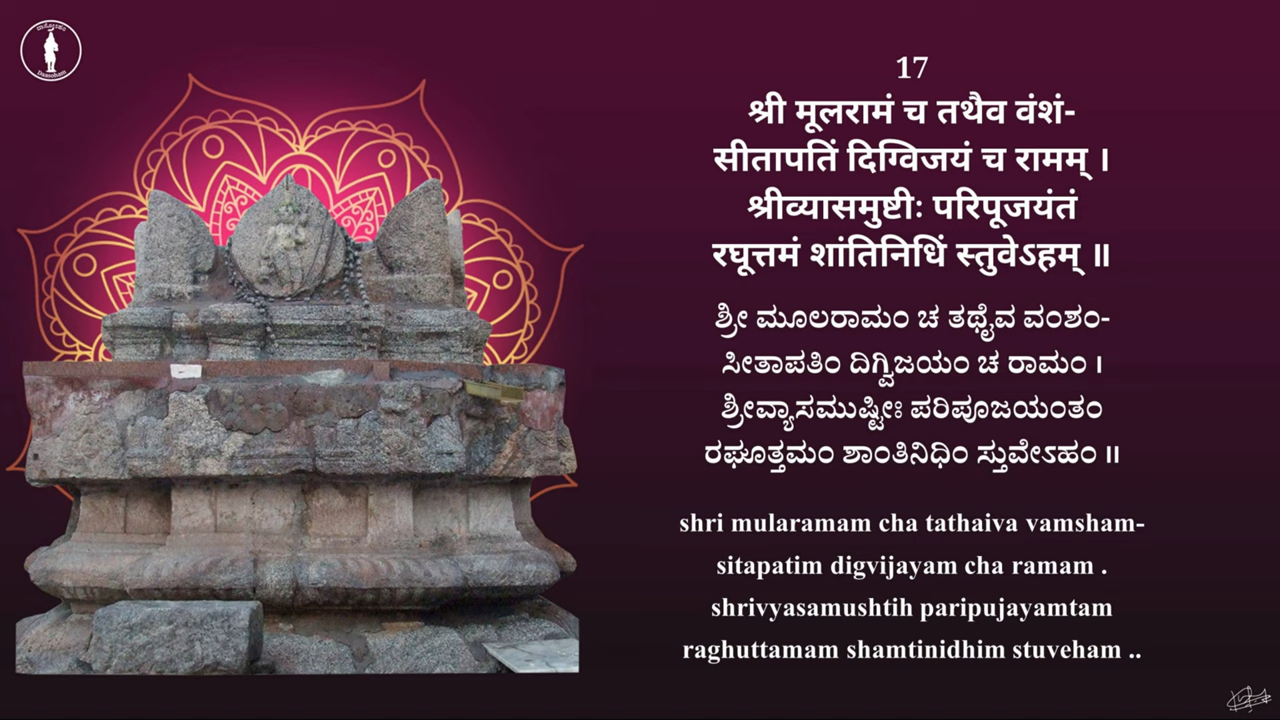 ದಾಸೋಹಂ
Daasoham
17
श्री मूलरामं च तथैव वंशं-
सीतापतिं दिग्विजयं च रामम् ।
श्रीव्यासमुष्टीः परिपूजयंतं
रघूत्तमं शांतिनिधिं स्तुवेऽहम् ॥
ಶ್ರೀ ಮೂಲರಾಮಂ ಚ ತಥೈವ ವಂಶಂ-
ಸೀತಾಪತಿಂ ದಿಗ್ವಿಜಯಂ ಚ ರಾಮಂ ।
ಶ್ರೀವ್ಯಾಸಮುಷ್ಟೀಃ ಪರಿಪೂಜಯಂತಂ
ರಘೂತ್ತಮಂ ಶಾಂತಿನಿಧಿಂ ಸ್ತುವೇಽಹಂ ॥
shri mularamam cha tathaiva vamsham-
sitapatim digvijayam cha ramam .
shrivyasamushtih paripujayamtam
raghuttamam shamtinidhim stuveham ..